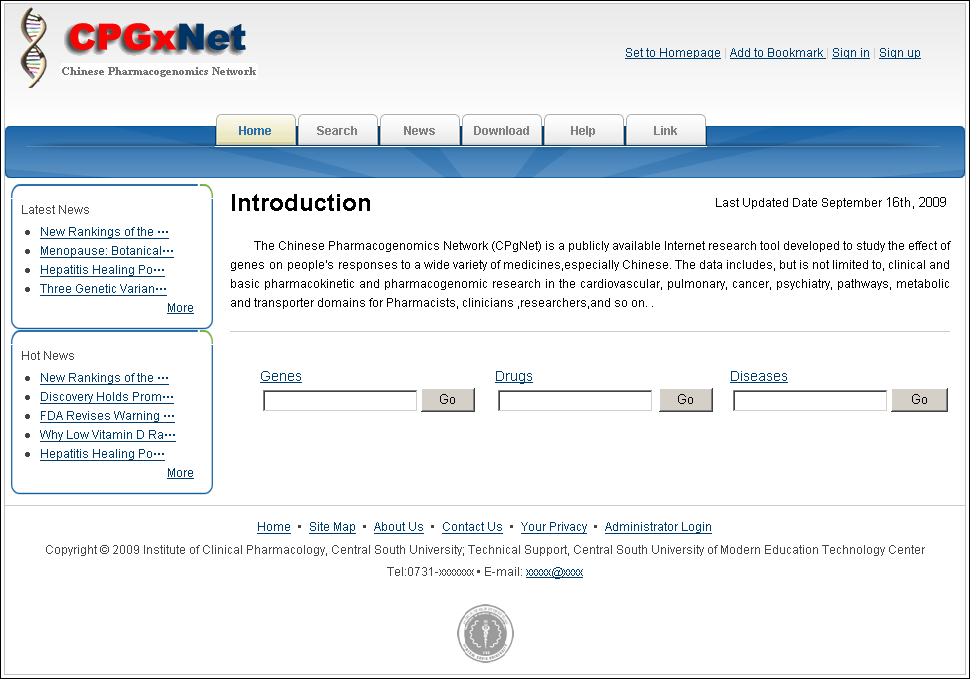 CPGxNet
Chinese Pharmacogenomics Network
Set to Homepage | Add to Bookmark | Sign in | Sign up
Home Search News Download Help Link
Latest News
New Rankings of the ···
Menopause: Botanical···
Hepatitis Healing Po···
Three Genetic Varian···
More
Hot News
New Rankings of the ···
Discovery Holds Prom···
FDA Revises Warning ···
Why Low Vitamin D Ra···
Hepatitis Healing Po···
More
Introduction
Last Updated Date September 16th, 2009
The Chinese Pharmacogenomics Network (CPgNet) is a publicly available Internet research tool developed to study the effect of
genes on people's responses to a wide variety of medicines,especially Chinese. The data includes, but is not limited to, clinical and
basic pharmacokinetic and pharmacogenomic research in the cardiovascular, pulmonary, cancer, psychiatry, pathways, metabolic
and transporter domains for Pharmacists, clinicians ,researchers,and so on. .
Genes Drugs Diseases
Go Go Go
Home • Site Map • About Us • Contact Us • Your Privacy • Administrator Login
Copyright © 2009 Institute of Clinical Pharmacology, Central South University; Technical Support, Central South University of Modern Education Technology Center
Tel:0731-xxxxxxx • E-mail: xxxxx@xxxx